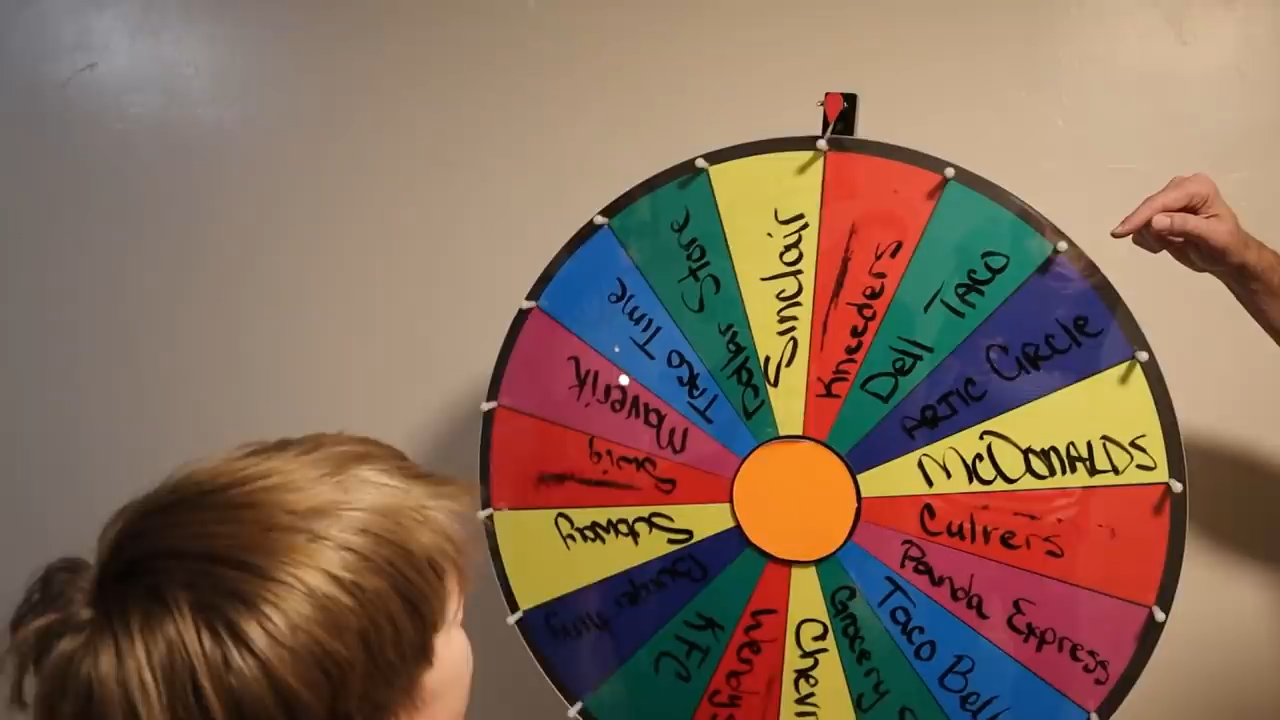 Sinclair
Kneeders
Dell TACO
ARTIC CIRCLE
McDONALDS
Culvers
Panda Express
Taco Bell
Grocery S
Chevr
Wendys
KFC
Burger King
Subway
Swig
Maverik
TACO Time
Dollar Store